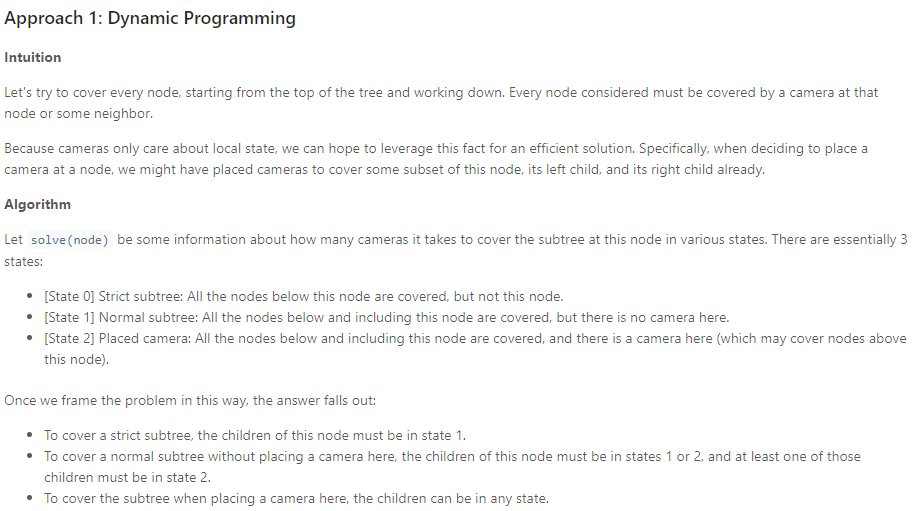 Approach 1: Dynamic Programming
Intuition
Let's try to cover every node, starting from the top of the tree and working down. Every node considered must be covered by a camera at that
node or some neighbor.
Because cameras only care about local state, we can hope to leverage this fact for an efficient solution. Specifically, when deciding to place a
camera at a node, we might have placed cameras to cover some subset of this node, its left child, and its right child already.
Algorithm
Let solve(node) be some information about how many cameras it takes to cover the subtree at this node in various states. There are essentially 3
states:
• [State 0] Strict subtree: All the nodes below this node are covered, but not this node.
• [State 1] Normal subtree: All the nodes below and including this node are covered, but there is no camera here.
• [State 2] Placed camera: All the nodes below and including this node are covered, and there is a camera here (which may cover nodes above
this node).
Once we frame the problem in this way, the answer falls out:
• To cover a strict subtree, the children of this node must be in state 1.
• To cover a normal subtree without placing a camera here, the children of this node must be in states 1 or 2, and at least one of those
children must be in state 2.
• To cover the subtree when placing a camera here, the children can be in any state.